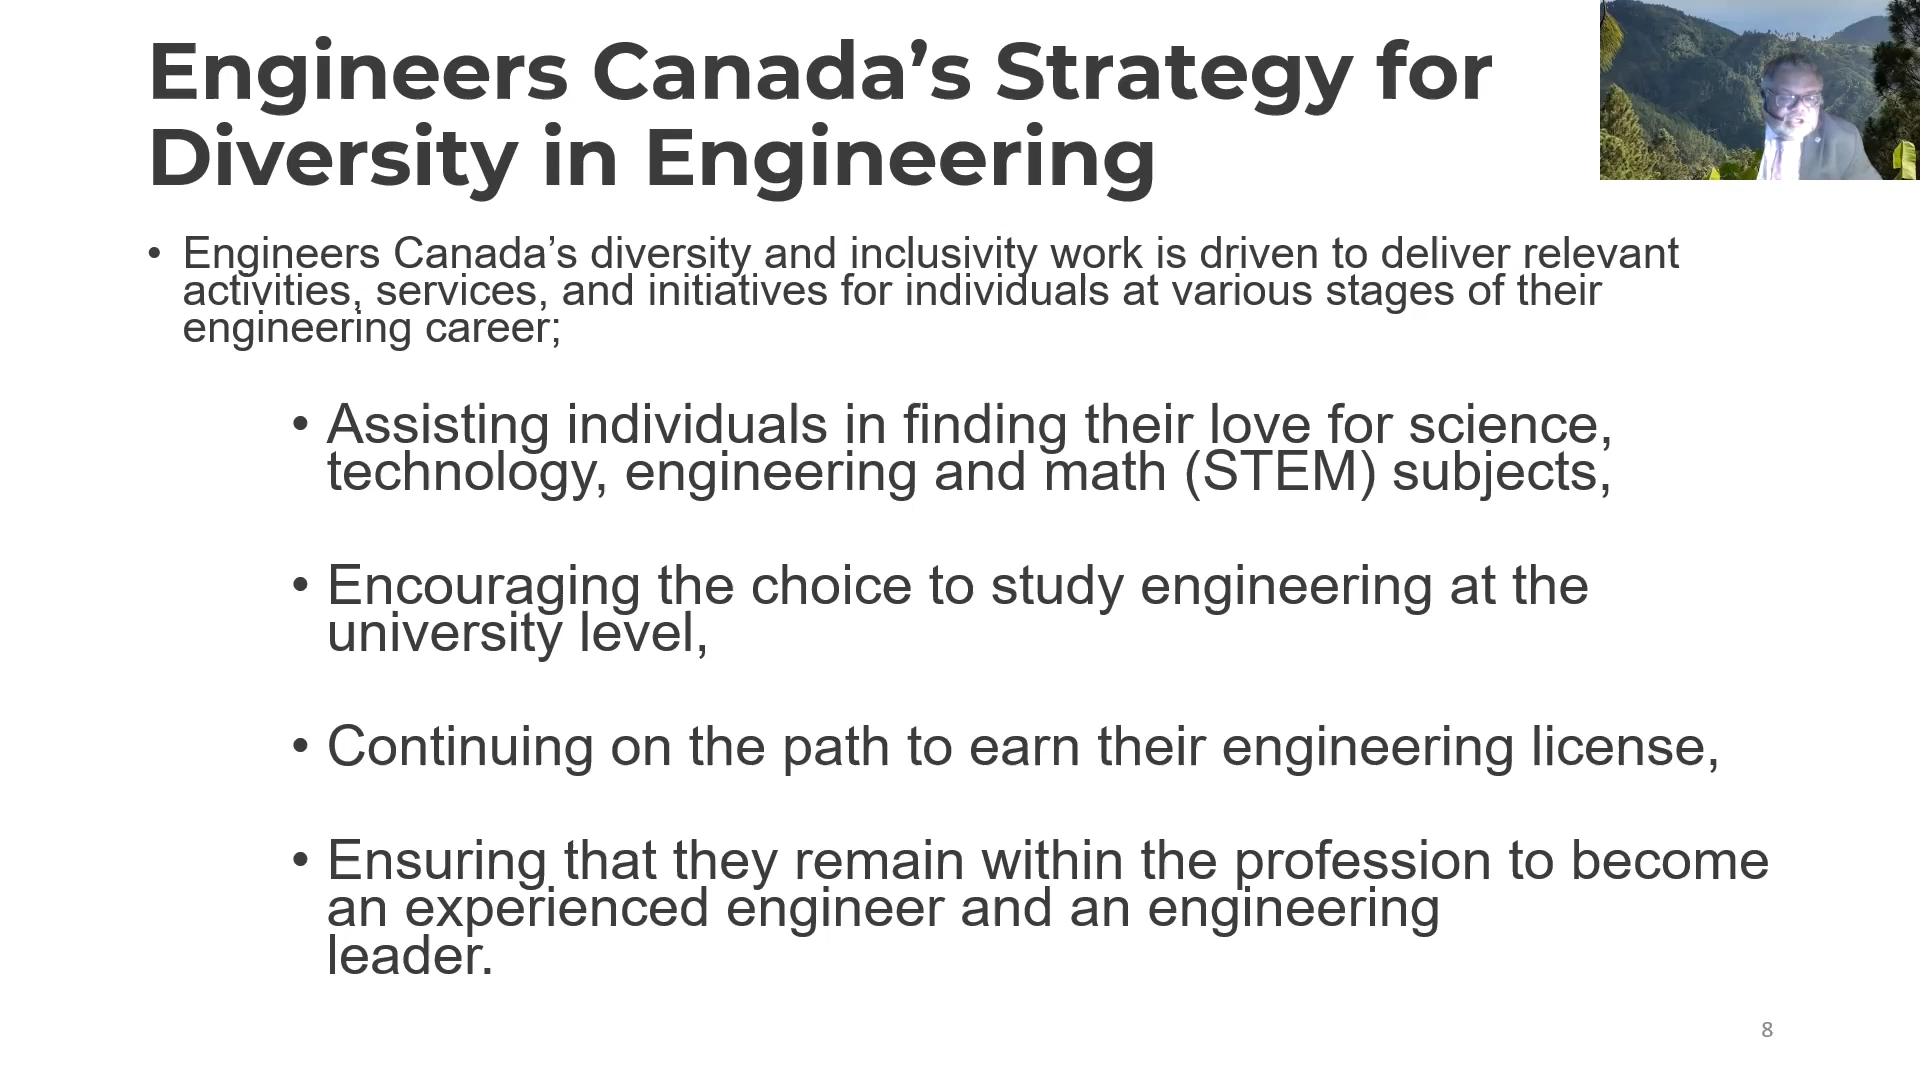 Engineers Canada’s Strategy for
Diversity in Engineering
• Engineers Canada’s diversity and inclusivity work is driven to deliver relevant
activities, services, and initiatives for individuals at various stages of their
engineering career;
• Assisting individuals in finding their love for science,
technology, engineering and math (STEM) subjects,
• Encouraging the choice to study engineering at the
university level,
• Continuing on the path to earn their engineering license,
• Ensuring that they remain within the profession to become
an experienced engineer and an engineering
leader.
8